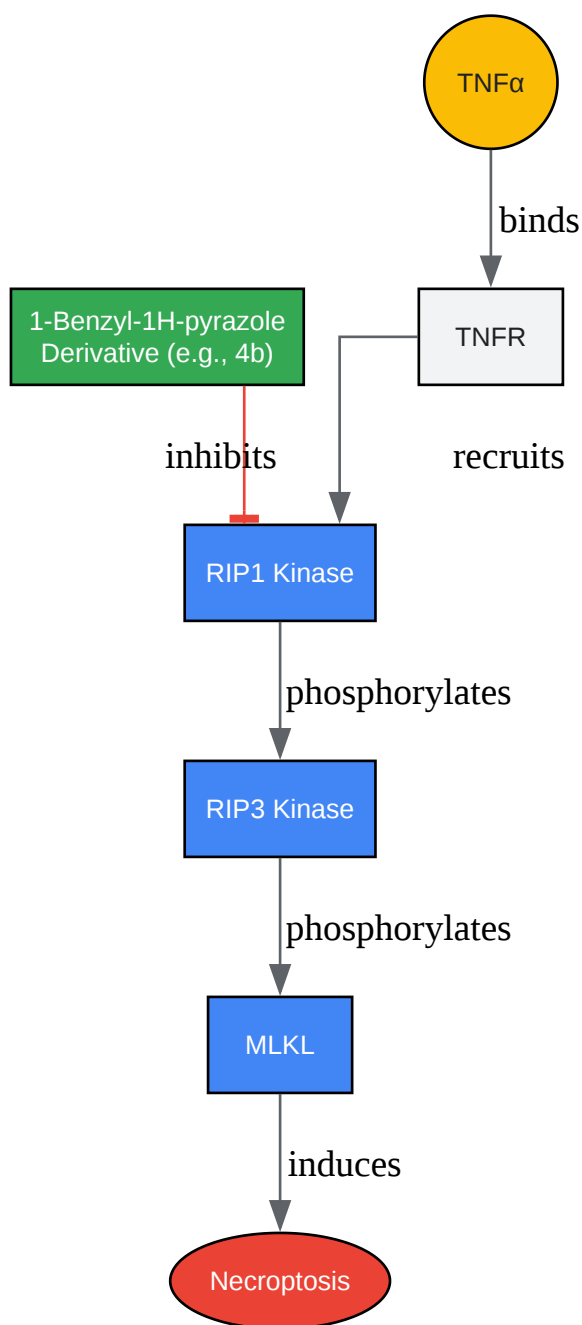 TNFα
binds
1-Benzyl-1H-pyrazole
Derivative (e.g., 4b)
TNFR
inhibits
recruits
RIP1 Kinase
phosphorylates
RIP3 Kinase
phosphorylates
MLKL
induces
Necroptosis